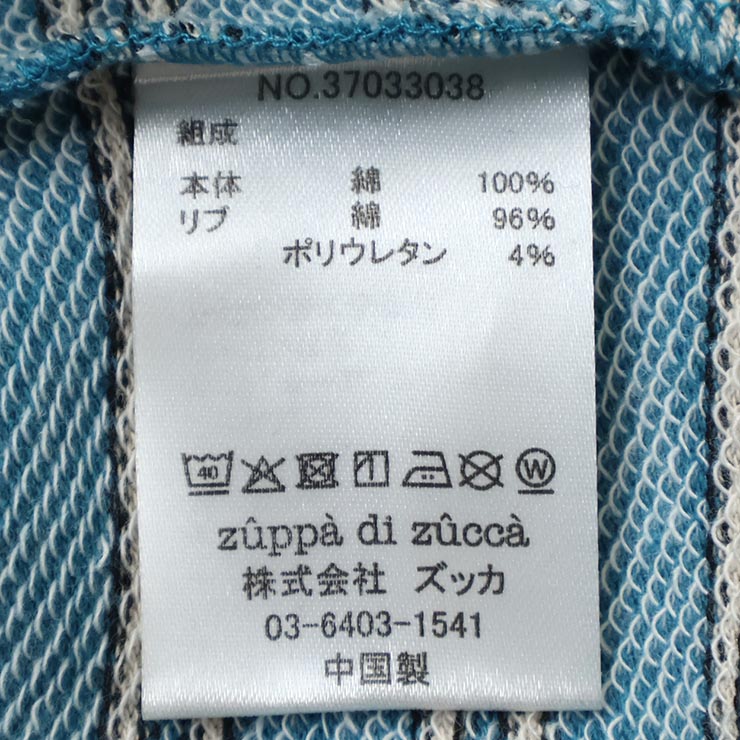 NO.37033038
組成
本体 綿 100%
リブ 綿 96%
ポリウレタン 4%
40 W
zûppà di zûccà
株式会社 ズッカ
03-6403-1541
中国製